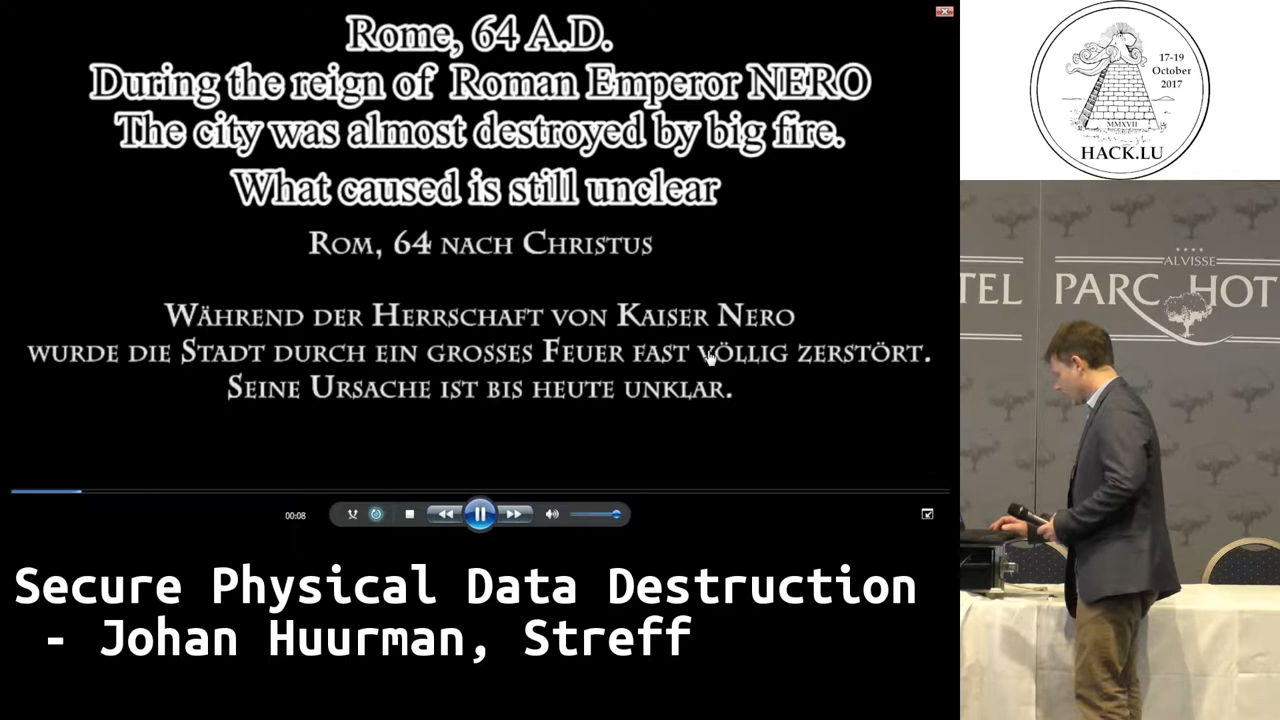 Rome, 64 A.D.
During the reign of Roman Emperor NERO
The city was almost destroyed by big fire.
What caused is still unclear
ROM, 64 NACH CHRISTUS
WÄHREND DER HERRSCHAFT VON KAISER NERO
WURDE DIE STADT DURCH EIN GROSSES FEUER FAST VÖLLIG ZERSTÖRT.
SEINE URSACHE IST BIS HEUTE UNKLAR.
00:08
Secure Physical Data Destruction
- Johan Huurman, Streff
17-19
October
2017
MMXVII
HACK.LU
ALVISSE
TEL PARC HOT